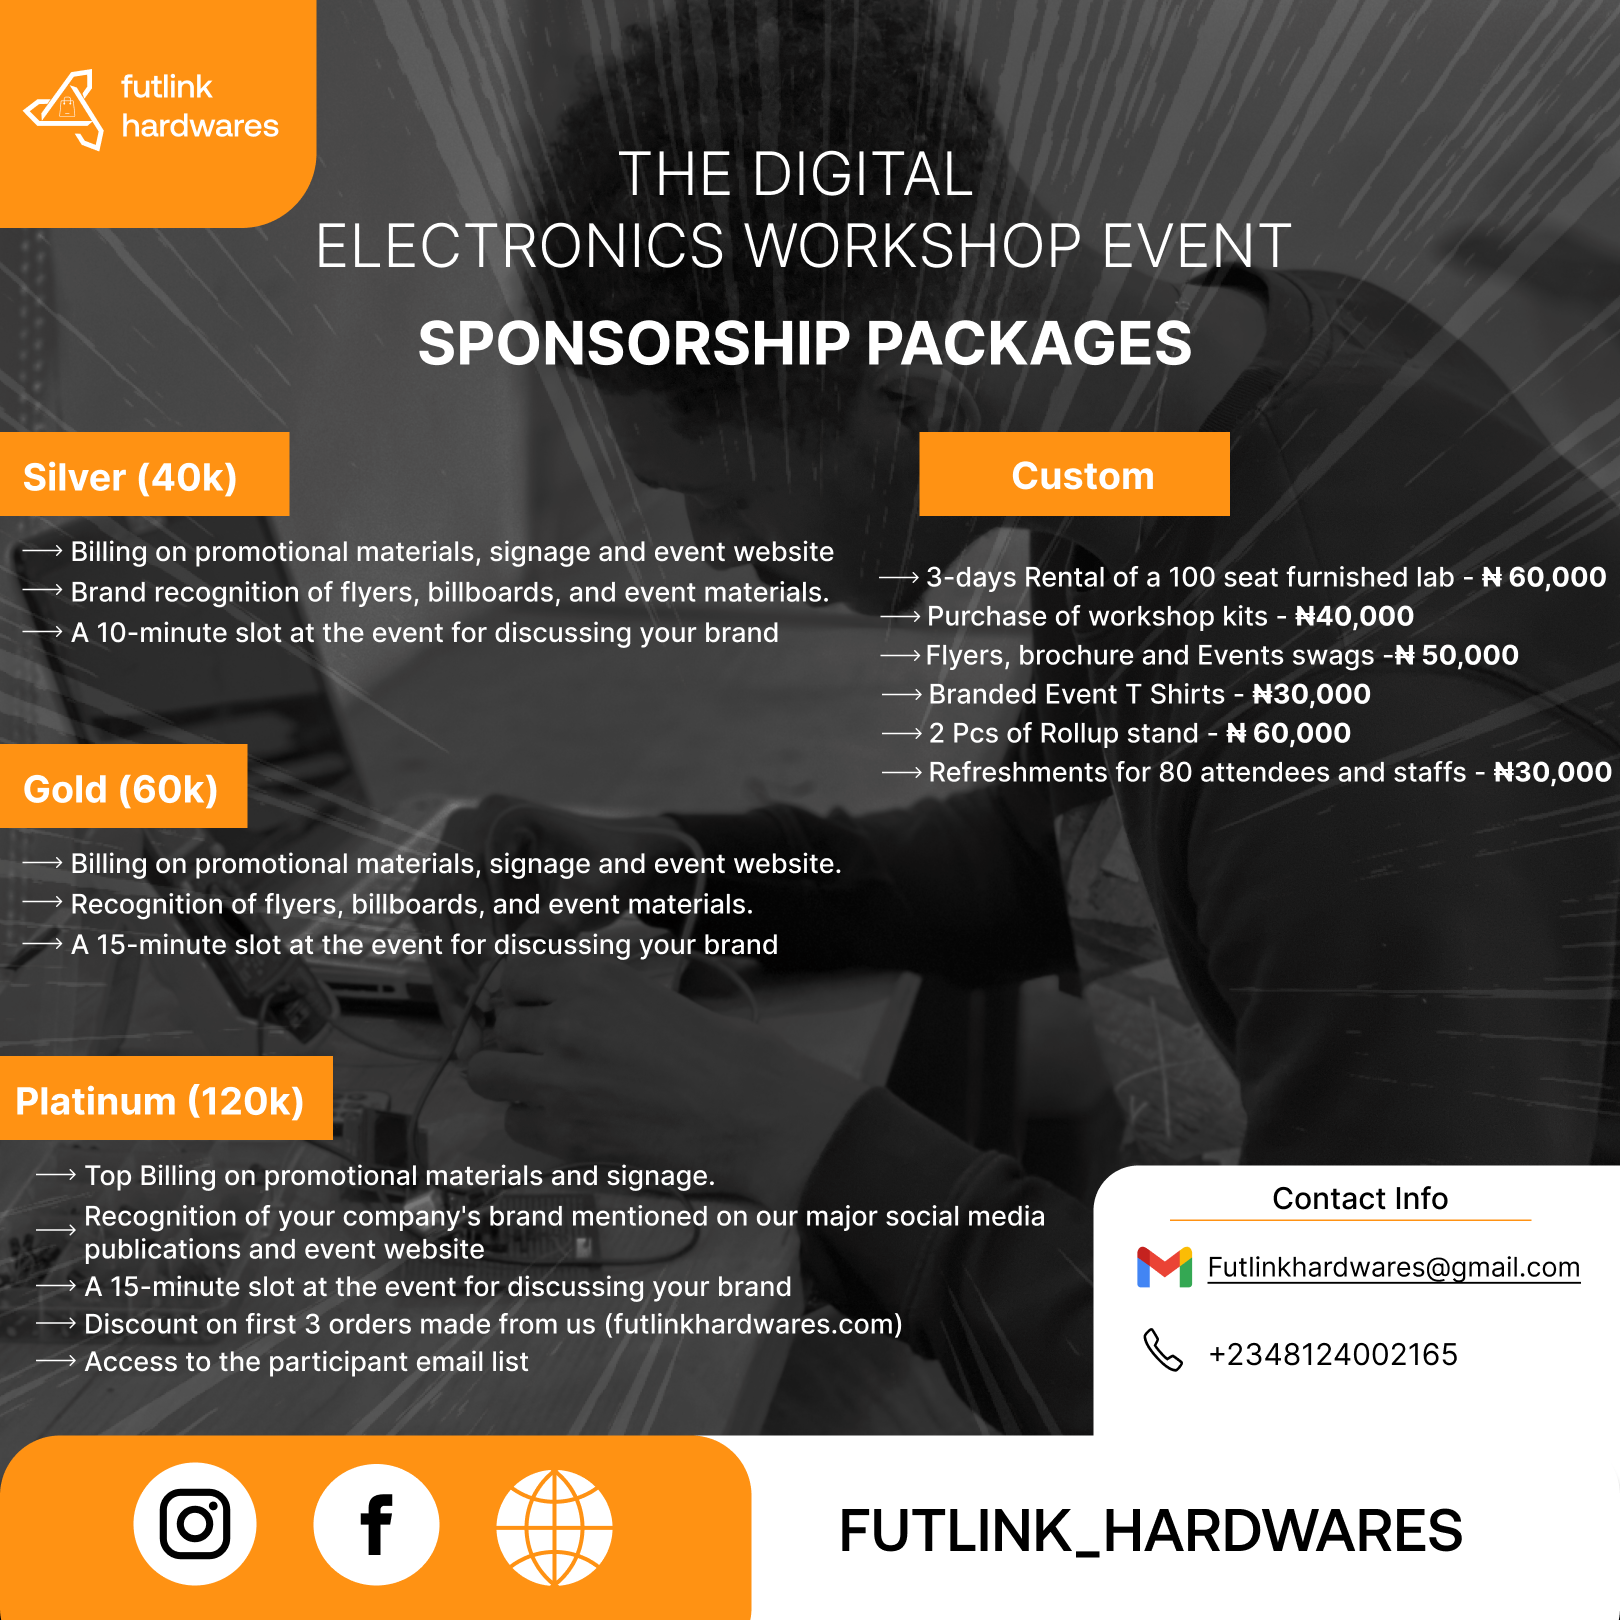 futlink
hardwares
THE DIGITAL
ELECTRONICS WORKSHOP EVENT
SPONSORSHIP PACKAGES
Silver (40k)
Billing on promotional materials, signage and event website
Brand recognition of flyers, billboards, and event materials.
A 10-minute slot at the event for discussing your brand
Gold (60k)
Billing on promotional materials, signage and event website.
Recognition of flyers, billboards, and event materials.
A 15-minute slot at the event for discussing your brand
Platinum (120k)
Top Billing on promotional materials and signage.
Recognition of your company's brand mentioned on our major social media
publications and event website
A 15-minute slot at the event for discussing your brand
Discount on first 3 orders made from us (futlinkhardwares.com)
Access to the participant email list
Custom
3-days Rental of a 100 seat furnished lab - ₦ 60,000
Purchase of workshop kits - ₦40,000
Flyers, brochure and Events swags -₦ 50,000
Branded Event T Shirts - ₦30,000
2 Pcs of Rollup stand - ₦ 60,000
Refreshments for 80 attendees and staffs - ₦30,000
Contact Info
Futlinkhardwares@gmail.com
+2348124002165
FUTLINK_HARDWARES